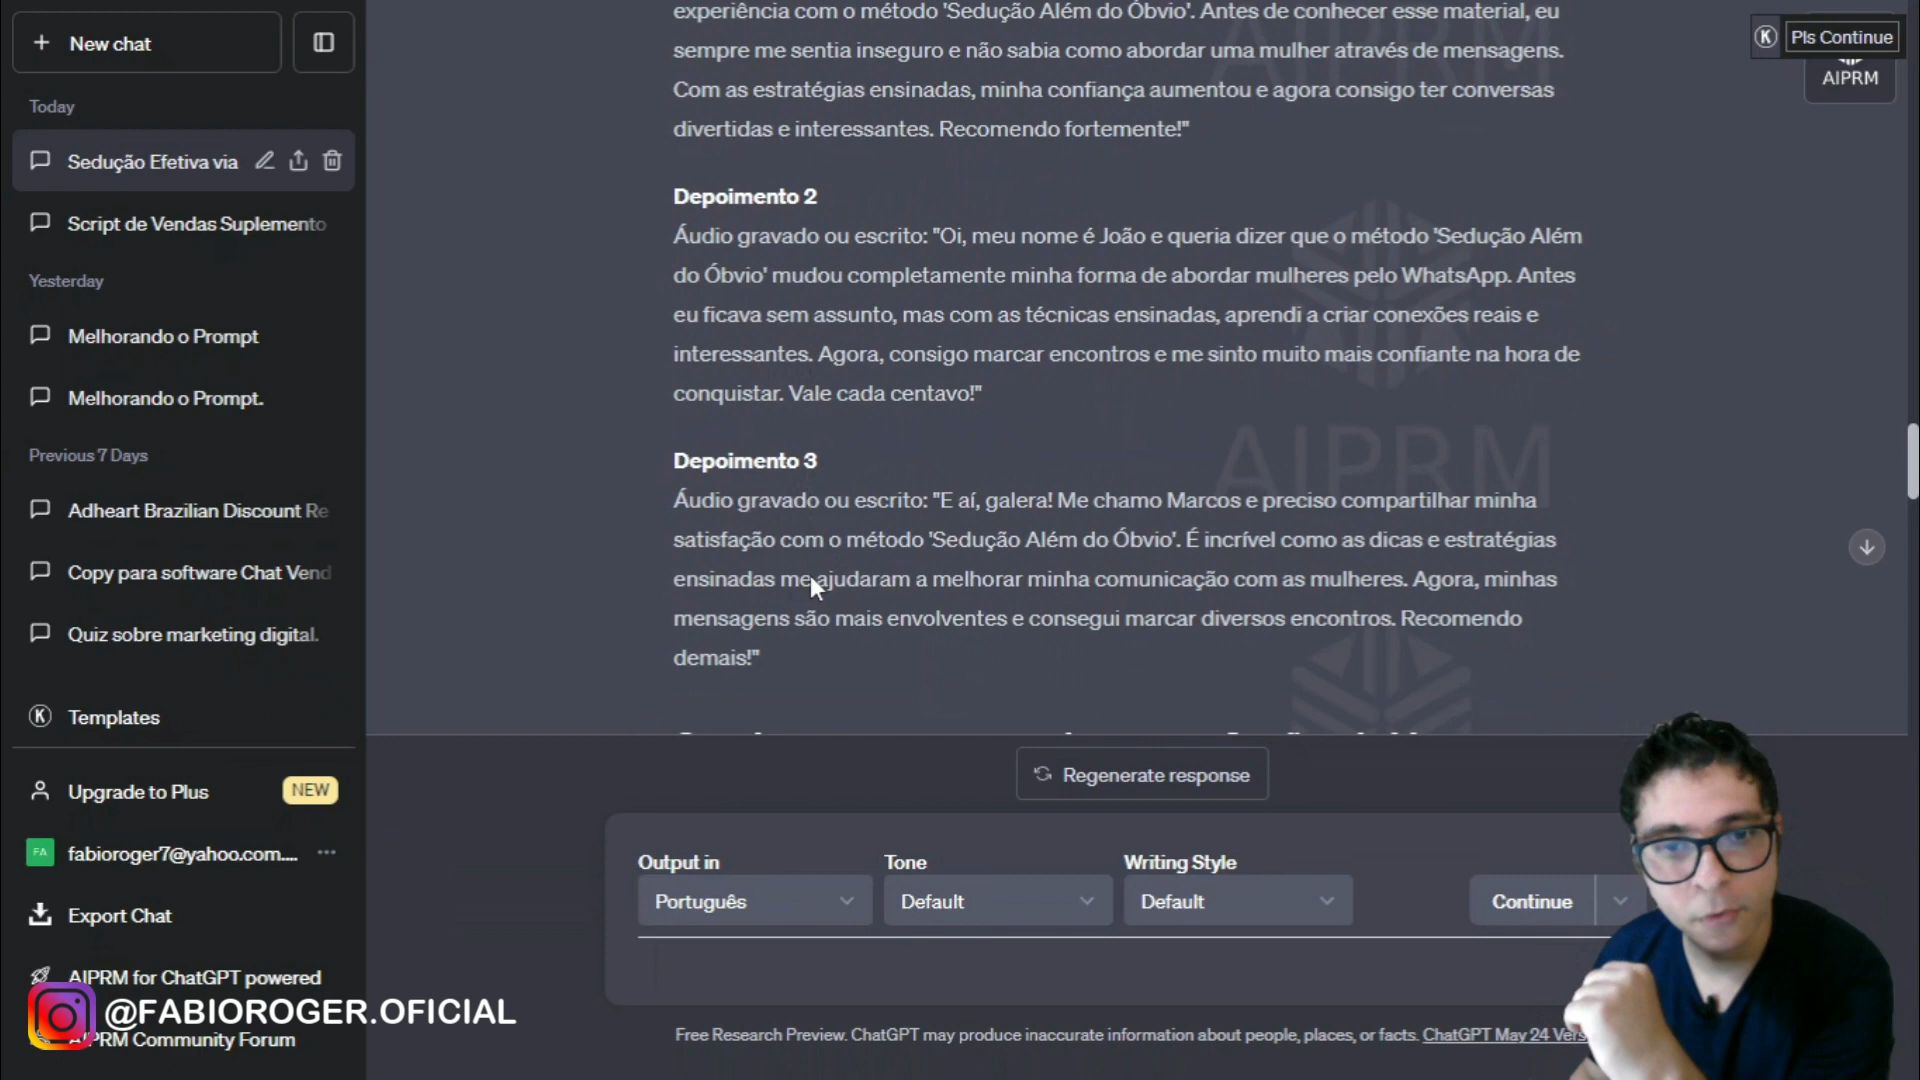 New chat
Today
Sedução Efetiva via
Script de Vendas Suplemento
Yesterday
Melhorando o Prompt
Melhorando o Prompt.
Previous 7 Days
Adheart Brazilian Discount Re
Copy para software Chat Vend
Quiz sobre marketing digital.
Templates
Upgrade to Plus
NEW
FA
fabioroger7@yahoo.com....
Export Chat
AIPRM for ChatGPT powered
@FABIOROGER.OFICIAL
AIPRM Community Forum
experiência com o método 'Sedução Além do Óbvio'. Antes de conhecer esse material, eu
sempre me sentia inseguro e não sabia como abordar uma mulher através de mensagens.
Com as estratégias ensinadas, minha confiança aumentou e agora consigo ter conversas
divertidas e interessantes. Recomendo fortemente!"
Depoimento 2
Áudio gravado ou escrito: "Oi, meu nome é João e queria dizer que o método 'Sedução Além
do Óbvio' mudou completamente minha forma de abordar mulheres pelo WhatsApp. Antes
eu ficava sem assunto, mas com as técnicas ensinadas, aprendi a criar conexões reais e
interessantes. Agora, consigo marcar encontros e me sinto muito mais confiante na hora de
conquistar. Vale cada centavo!"
Depoimento 3
Áudio gravado ou escrito: "E aí, galera! Me chamo Marcos e preciso compartilhar minha
satisfação com o método 'Sedução Além do Óbvio'. É incrível como as dicas e estratégias
ensinadas me ajudaram a melhorar minha comunicação com as mulheres. Agora, minhas
mensagens são mais envolventes e consegui marcar diversos encontros. Recomendo
demais!"
AIPRM
K Pls Continue
AIPRM
Regenerate response
Output in
Tone
Writing Style
Português
Default
Default
Continue
Free Research Preview. ChatGPT may produce inaccurate information about people, places, or facts. ChatGPT May 24